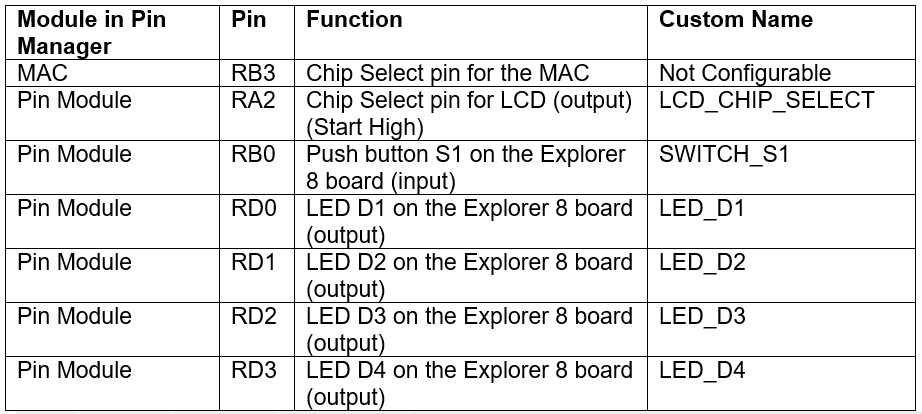 Module in Pin Manager Pin Function Custom Name
MAC RB3 Chip Select pin for the MAC Not Configurable
Pin Module RA2 Chip Select pin for LCD (output) (Start High) LCD_CHIP_SELECT
Pin Module RB0 Push button S1 on the Explorer 8 board (input) SWITCH_S1
Pin Module RD0 LED D1 on the Explorer 8 board (output) LED_D1
Pin Module RD1 LED D2 on the Explorer 8 board (output) LED_D2
Pin Module RD2 LED D3 on the Explorer 8 board (output) LED_D3
Pin Module RD3 LED D4 on the Explorer 8 board (output) LED_D4